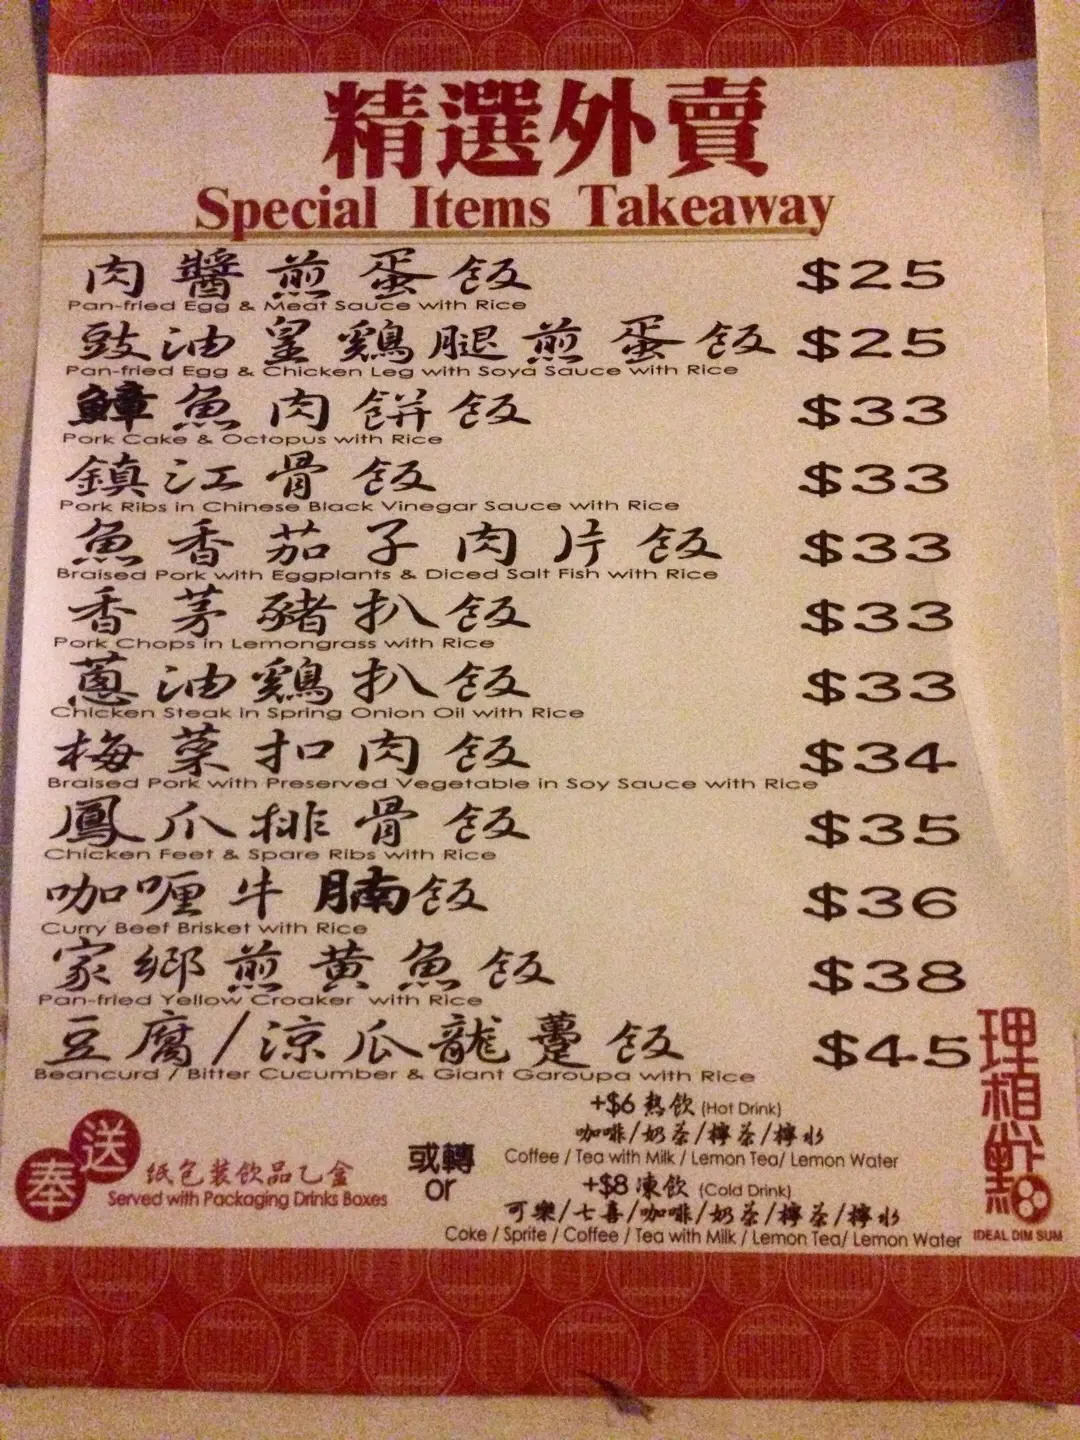 精選外賣
Special Items Takeaway
肉醬煎蛋飯 $25
Pan-fried Egg & Meat Sauce with Rice
豉油皇鷄腿煎蛋飯 $25
Pan-fried Egg & Chicken Leg with Soya Sauce with Rice
鱆魚肉餅飯 $33
Pork Cake & Octopus with Rice
鎮江骨飯 $33
Pork Ribs in Chinese Black Vinegar Sauce with Rice
魚香茄子肉片飯 $33
Braised Pork with Eggplants & Diced Salt Fish with Rice
香茅豬扒飯 $33
Pork Chops in Lemongrass with Rice
蔥油鷄扒飯 $33
Chicken Steak in Spring Onion Oil with Rice
梅菜扣肉飯 $34
Braised Pork with Preserved Vegetable in Soy Sauce with Rice
鳳爪排骨飯 $35
Chicken Feet & Spare Ribs with Rice
咖喱牛腩飯 $36
Curry Beef Brisket with Rice
家鄉煎黃魚飯 $38
Pan-fried Yellow Croaker with Rice
豆腐/涼瓜龍躉飯 $45
Beancurd / Bitter Cucumber & Giant Garoupa with Rice
奉送
纸包装飲品乙盒
Served with Packaging Drinks Boxes
或轉
or
+$6 熱飲 (Hot Drink)
咖啡/奶茶/檸茶/檸水
Coffee / Tea with Milk / Lemon Tea/ Lemon Water
+$8 凍飲 (Cold Drink)
可樂/七喜/咖啡/奶茶/檸茶/檸水
Coke / Sprite / Coffee / Tea with Milk / Lemon Tea/ Lemon Water
理想點
IDEAL DIM SUM